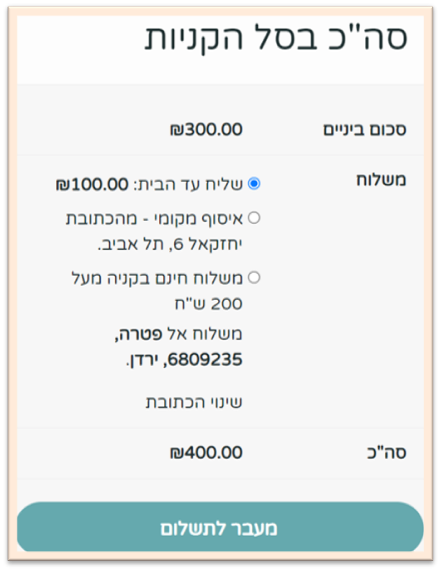 סה"כ בסל הקניות
סכום ביניים ₪300.00
משלוח
שליח עד הבית: ₪100.00
איסוף מקומי - מהכתובת
יחזקאל 6, תל אביב.
משלוח חינם בקניה מעל
200 ש"ח
משלוח אל פטרה,
6809235, ירדן.
שינוי הכתובת
סה"כ ₪400.00
מעבר לתשלום